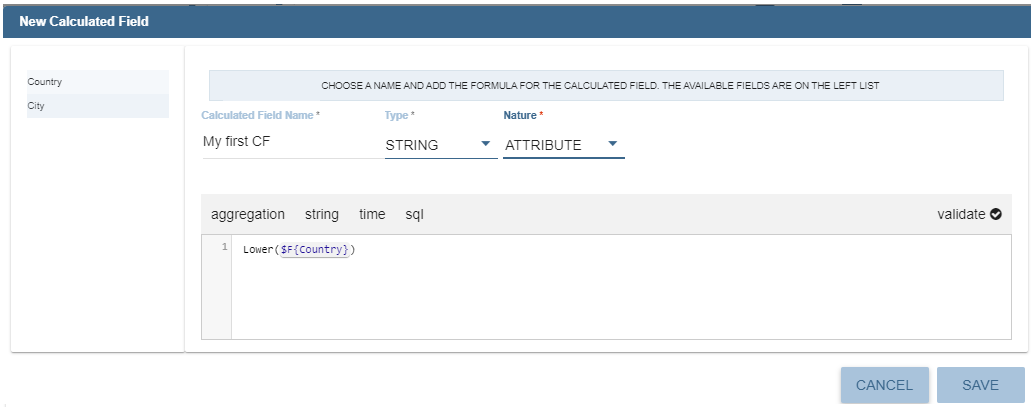 New Calculated Field
Country
City
CHOOSE A NAME AND ADD THE FORMULA FOR THE CALCULATED FIELD. THE AVAILABLE FIELDS ARE ON THE LEFT LIST
Calculated Field Name * Type * Nature *
My first CF STRING ATTRIBUTE
aggregation string time sql validate
1 Lower($F{Country})
CANCEL SAVE